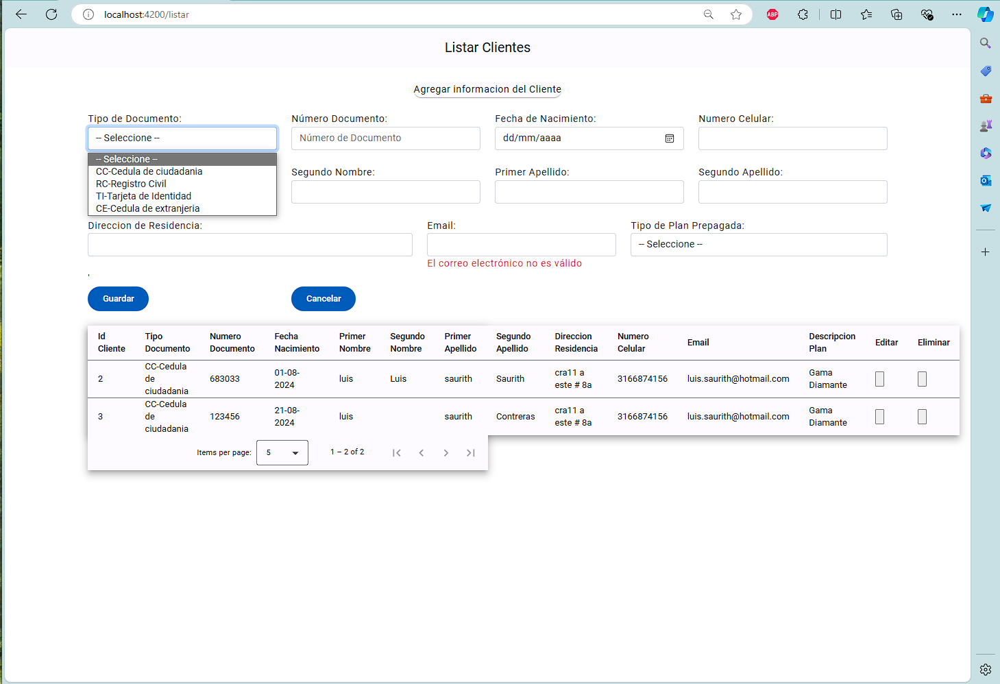 localhost:4200/listar
ABP
Listar Clientes
Agregar informacion del Cliente
Tipo de Documento:
Número Documento:
Fecha de Nacimiento:
Numero Celular:
-- Seleccione --
Número de Documento
dd/mm/aaaa
-- Seleccione --
CC-Cedula de ciudadania
RC-Registro Civil
TI-Tarjeta de Identidad
CE-Cedula de extranjeria
Segundo Nombre:
Primer Apellido:
Segundo Apellido:
Direccion de Residencia:
Email:
Tipo de Plan Prepagada:
-- Seleccione --
El correo electrónico no es válido
Guardar
Cancelar
Id Cliente
Tipo Documento
Numero Documento
Fecha Nacimiento
Primer Nombre
Segundo Nombre
Primer Apellido
Segundo Apellido
Direccion Residencia
Numero Celular
Email
Descripcion Plan
Editar
Eliminar
2
CC-Cedula de ciudadania
683033
01-08-2024
luis
Luis
saurith
Saurith
cra11 a este # 8a
3166874156
luis.saurith@hotmail.com
Gama Diamante
3
CC-Cedula de ciudadania
123456
21-08-2024
luis
saurith
Contreras
cra11 a este # 8a
3166874156
luis.saurith@hotmail.com
Gama Diamante
Items per page:
5
1 – 2 of 2